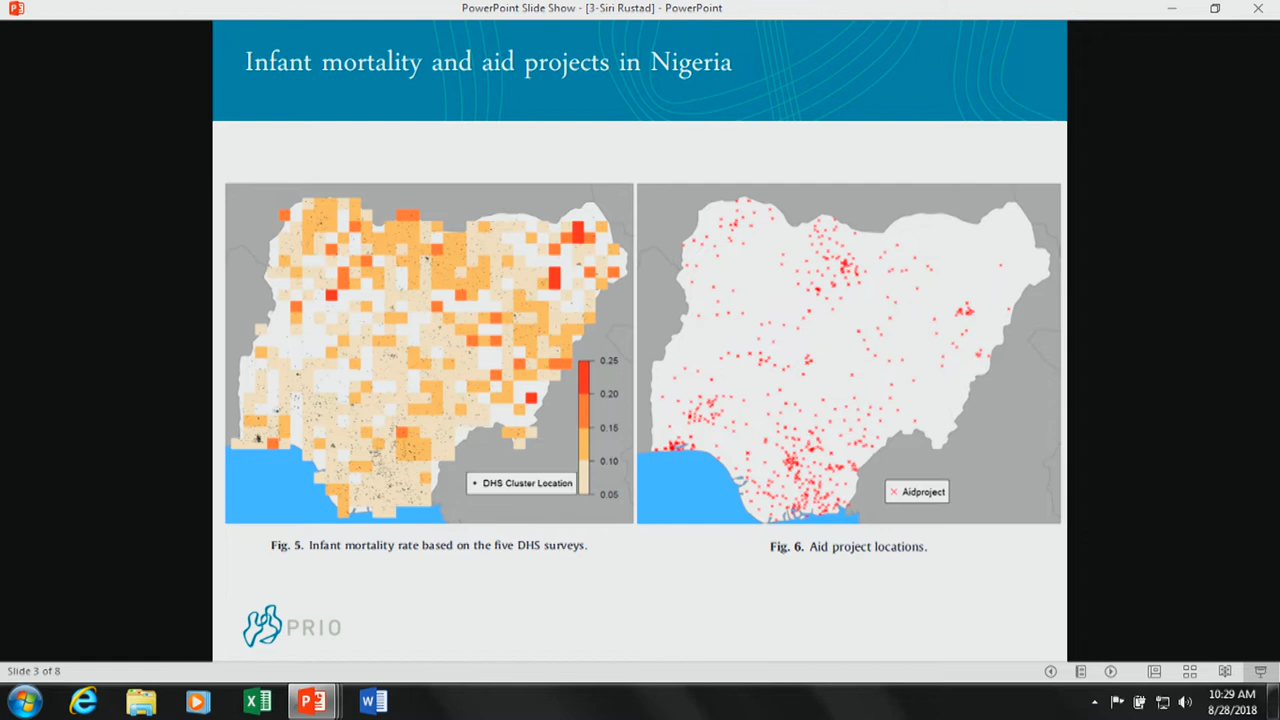 PowerPoint Slide Show - [3-Siri Rustad] - PowerPoint
Infant mortality and aid projects in Nigeria
0.25
0.20
0.15
0.10
0.05
DHS Cluster Location
Aidproject
Fig. 5. Infant mortality rate based on the five DHS surveys.
Fig. 6. Aid project locations.
PRIO
Slide 3 of 8
10:29 AM
8/28/2018